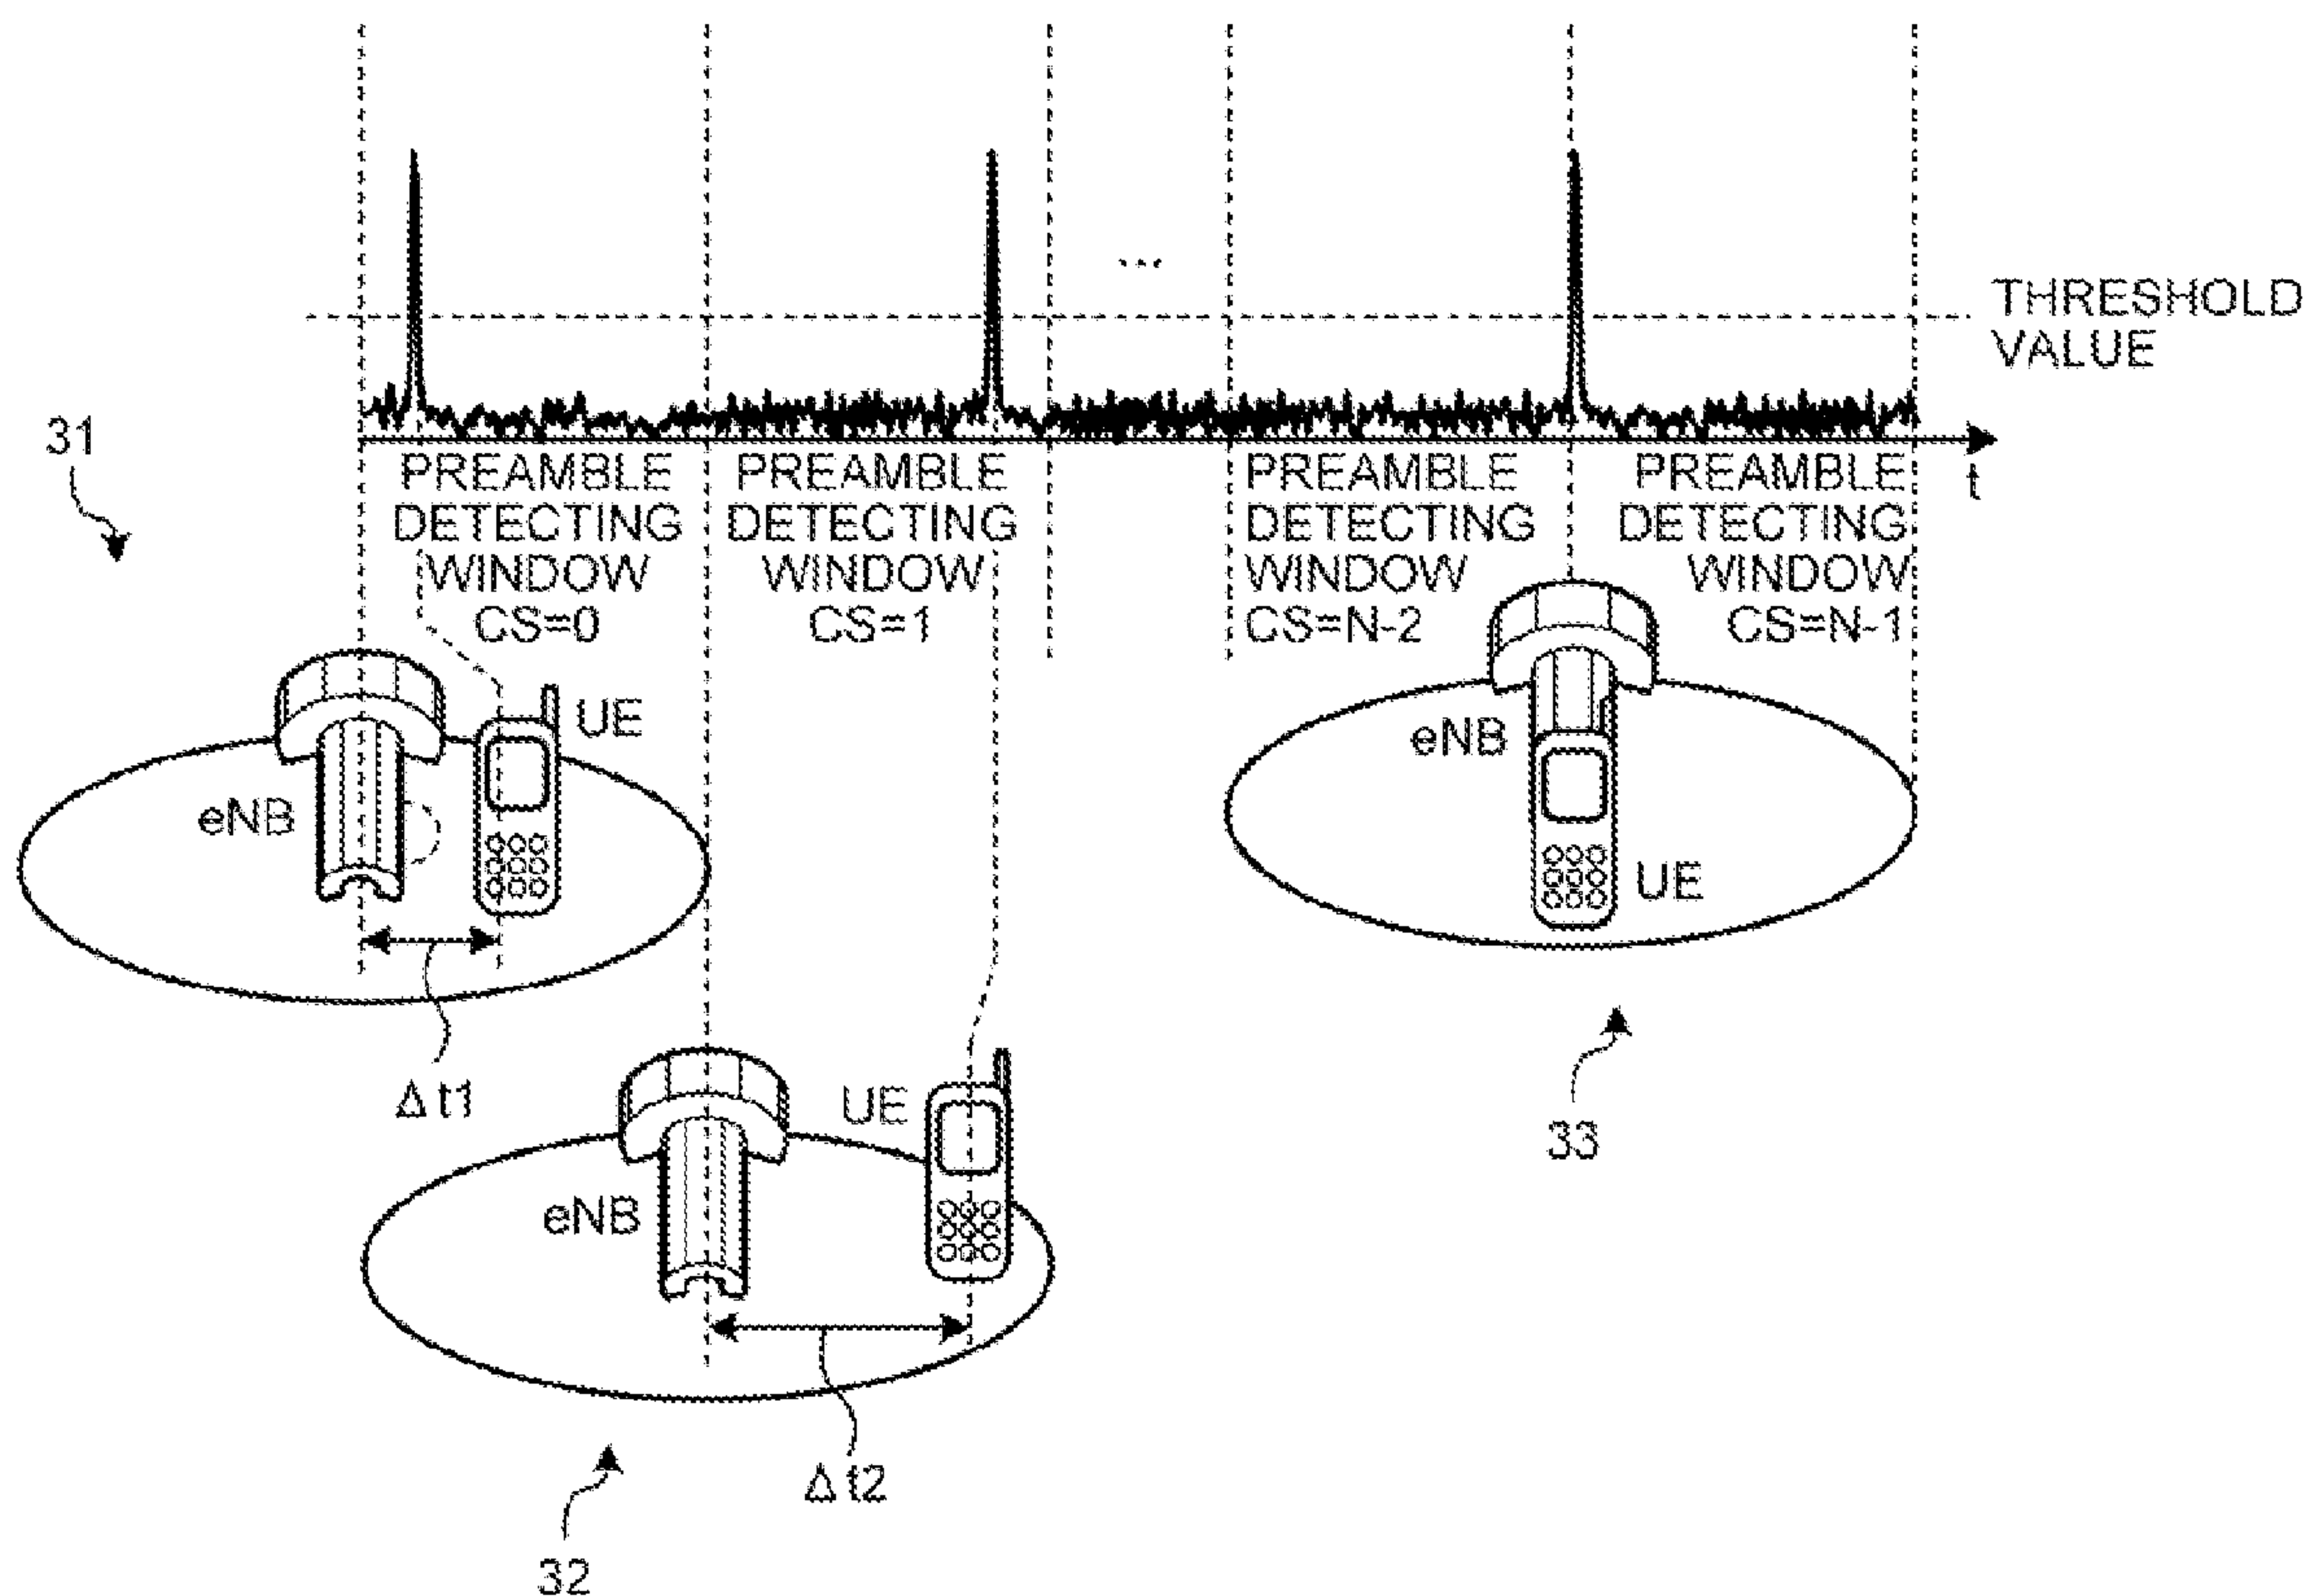 ...
THRESHOLD
VALUE
31
t
PREAMBLE
DETECTING
WINDOW
CS=0
PREAMBLE
DETECTING
WINDOW
CS=1
PREAMBLE
DETECTING
WINDOW
CS=N-2
PREAMBLE
DETECTING
WINDOW
CS=N-1
UE
eNB
eNB
UE
Δt1
33
UE
eNB
Δt2
32